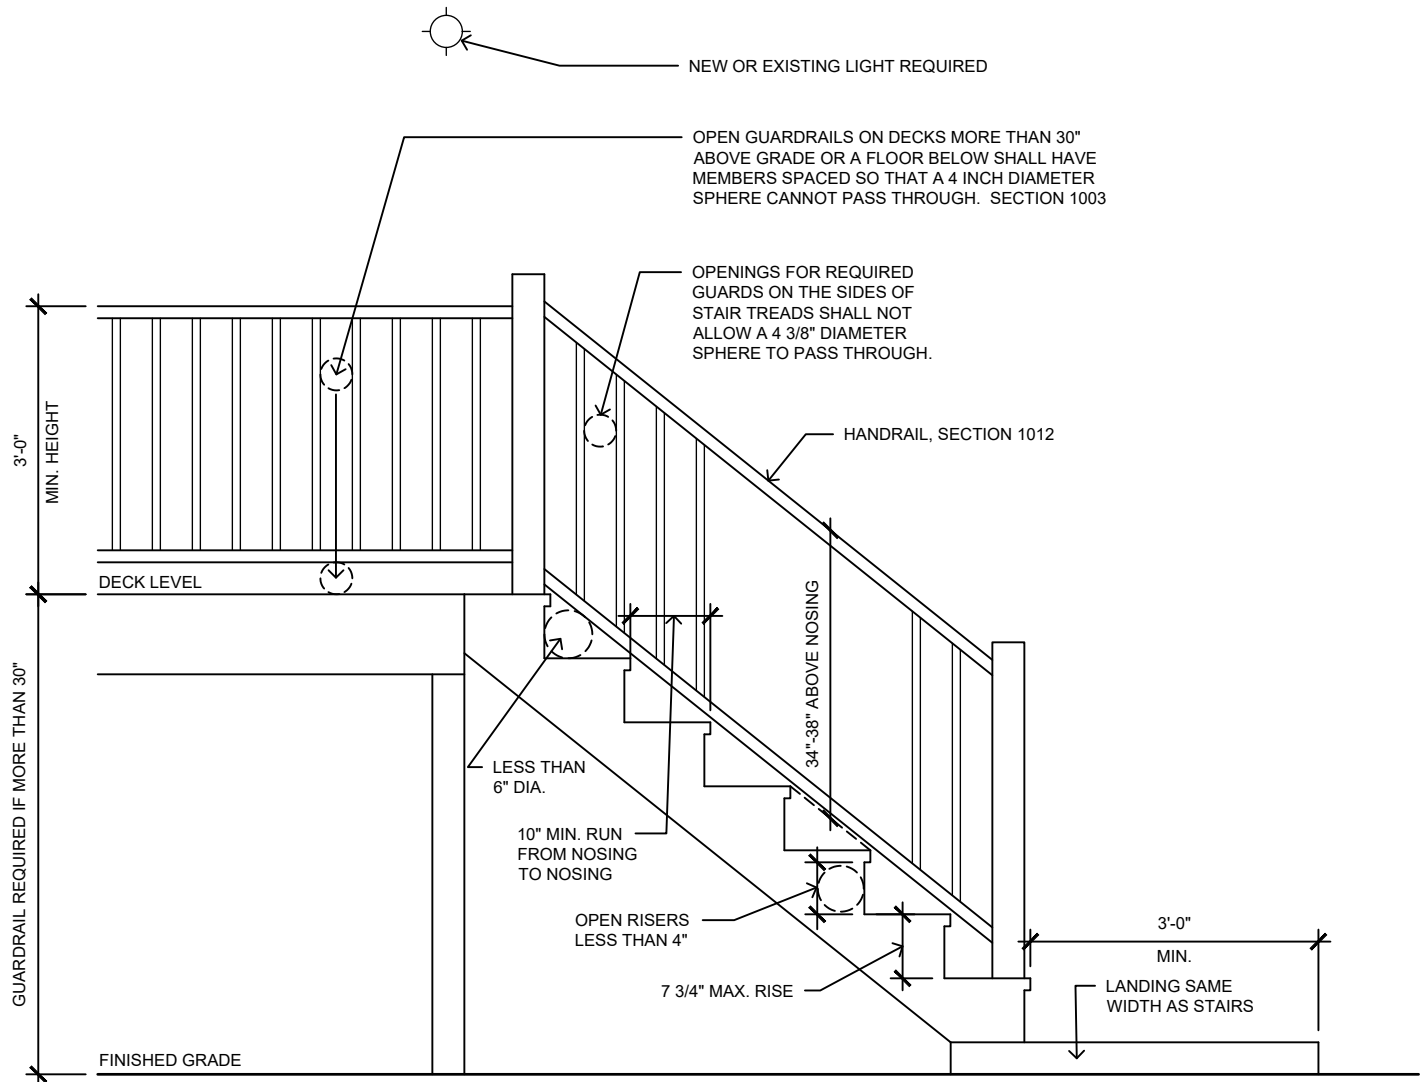 NEW OR EXISTING LIGHT REQUIRED
OPEN GUARDRAILS ON DECKS MORE THAN 30"
ABOVE GRADE OR A FLOOR BELOW SHALL HAVE
MEMBERS SPACED SO THAT A 4 INCH DIAMETER
SPHERE CANNOT PASS THROUGH.  SECTION 1003
OPENINGS FOR REQUIRED
GUARDS ON THE SIDES OF
STAIR TREADS SHALL NOT
ALLOW A 4 3/8" DIAMETER
SPHERE TO PASS THROUGH.
HANDRAIL, SECTION 1012
3'-0"
MIN. HEIGHT
DECK LEVEL
34"-38" ABOVE NOSING
GUARDRAIL REQUIRED IF MORE THAN 30"
LESS THAN
6" DIA.
10" MIN. RUN
FROM NOSING
TO NOSING
OPEN RISERS
LESS THAN 4"
7 3/4" MAX. RISE
3'-0"
MIN.
LANDING SAME
WIDTH AS STAIRS
FINISHED GRADE